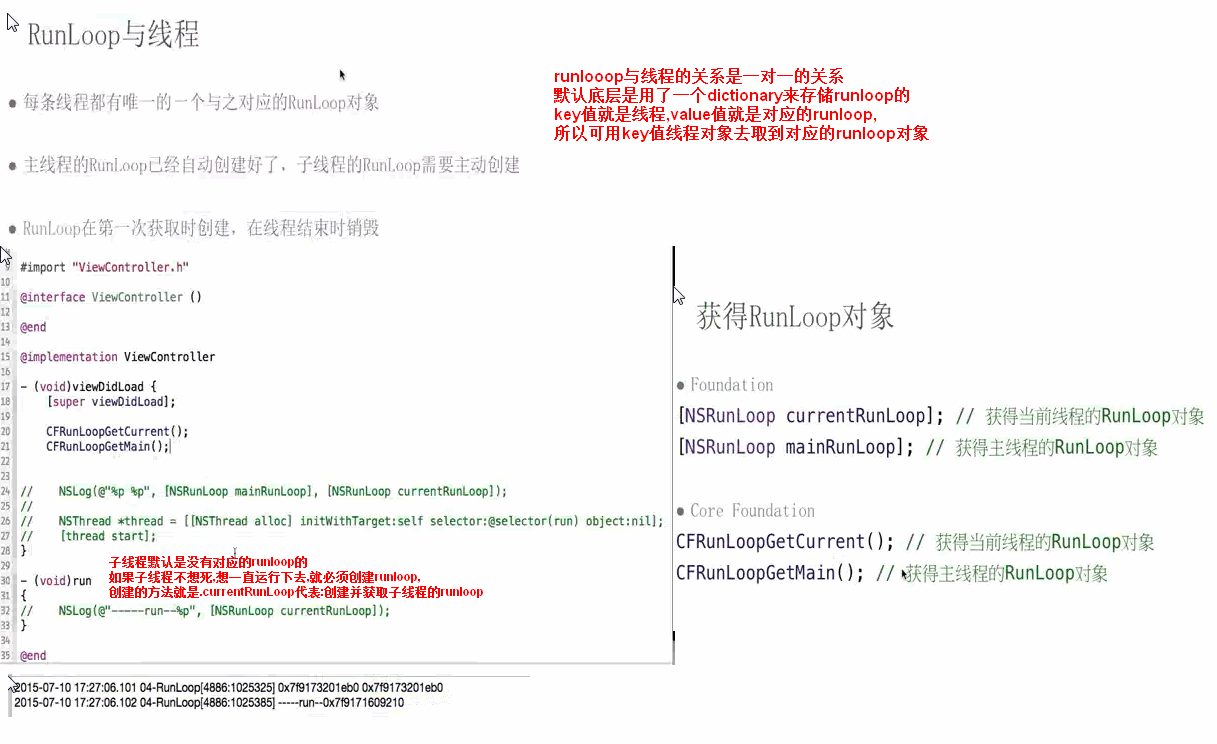 RunLoop与线程
runlooop与线程的关系是一对一的关系
默认底层是用了一个dictionary来存储runloop的
key值就是线程,value值就是对应的runloop,
所以可用key值线程对象去取到对应的runloop对象
● 每条线程都有唯一的一个与之对应的RunLoop对象
● 主线程的RunLoop已经自动创建好了，子线程的RunLoop需要主动创建
● RunLoop在第一次获取时创建，在线程结束时销毁
9 #import "ViewController.h"
10
11 @interface ViewController ()
12
13 @end
14
15 @implementation ViewController
16
17 - (void)viewDidLoad {
18 [super viewDidLoad];
19
20 CFRunLoopGetCurrent();
21 CFRunLoopGetMain();
22
23
24 // NSLog(@"%p %p", [NSRunLoop mainRunLoop], [NSRunLoop currentRunLoop]);
25 //
26 // NSThread *thread = [[NSThread alloc] initWithTarget:self selector:@selector(run) object:nil];
27 // [thread start];
28 }
29
子线程默认是没有对应的runloop的
如果子线程不想死,想一直运行下去,就必须创建runloop,
创建的方法就是.currentRunLoop代表:创建并获取子线程的runloop
30 - (void)run
31 {
32 // NSLog(@"-----run--%p", [NSRunLoop currentRunLoop]);
33 }
34
35 @end
获得RunLoop对象
● Foundation
[NSRunLoop currentRunLoop]; // 获得当前线程的RunLoop对象
[NSRunLoop mainRunLoop]; // 获得主线程的RunLoop对象
● Core Foundation
CFRunLoopGetCurrent(); // 获得当前线程的RunLoop对象
CFRunLoopGetMain(); // 获得主线程的RunLoop对象
2015-07-10 17:27:06.101 04-RunLoop[4886:1025325] 0x7f9173201eb0 0x7f9173201eb0
2015-07-10 17:27:06.102 04-RunLoop[4886:1025385] -----run--0x7f9171609210